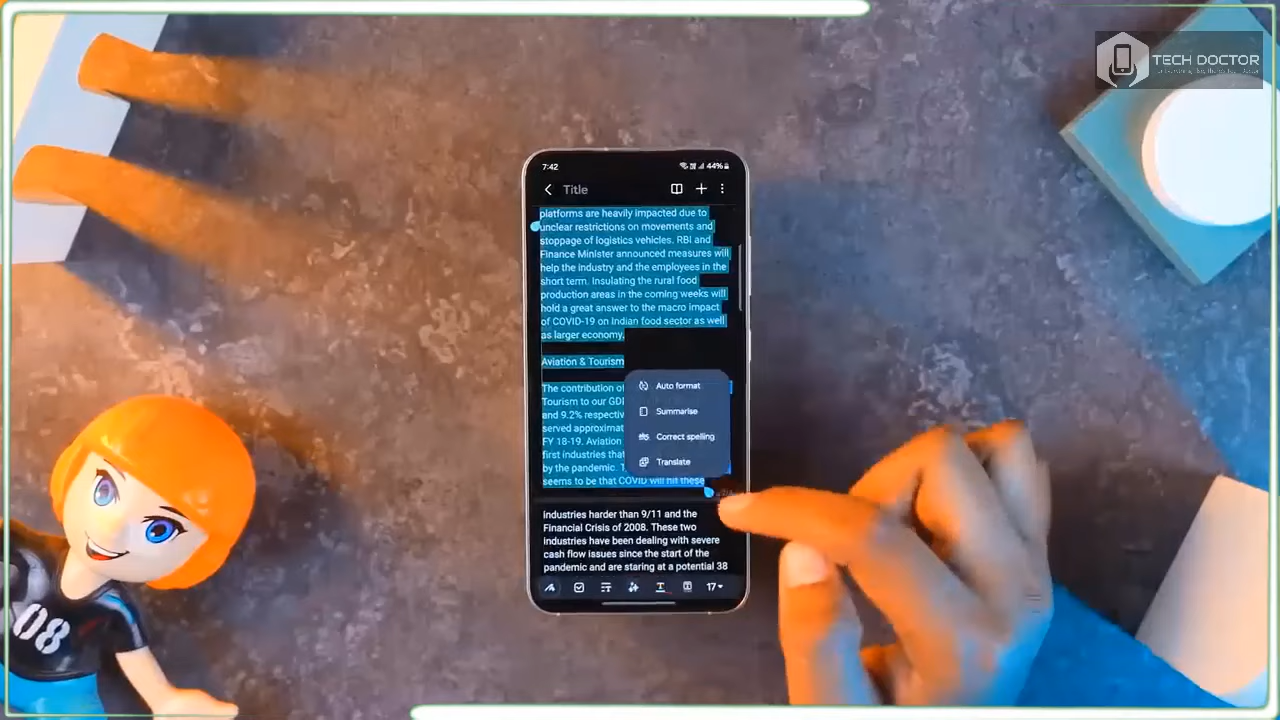 TECH DOCTOR
7:42
44%
Title
platforms are heavily impacted due to
unclear restrictions on movements and
stoppage of logistics vehicles. RBI and
Finance Minister announced measures will
help the industry and the employees in the
short term. Insulating the rural food
production areas in the coming weeks will
hold a great answer to the macro impact
of COVID-19 on Indian food sector as well
as larger economy.
Aviation & Tourism
The contribution of
Tourism to our GD
and 9.2% respectiv
served approximat
FY 18-19. Aviation
first industries that
by the pandemic. T
seems to be that COVID will hit these
Auto format
Summarise
Correct spelling
Translate
industries harder than 9/11 and the
Financial Crisis of 2008. These two
industries have been dealing with severe
cash flow issues since the start of the
pandemic and are staring at a potential 38
17
08